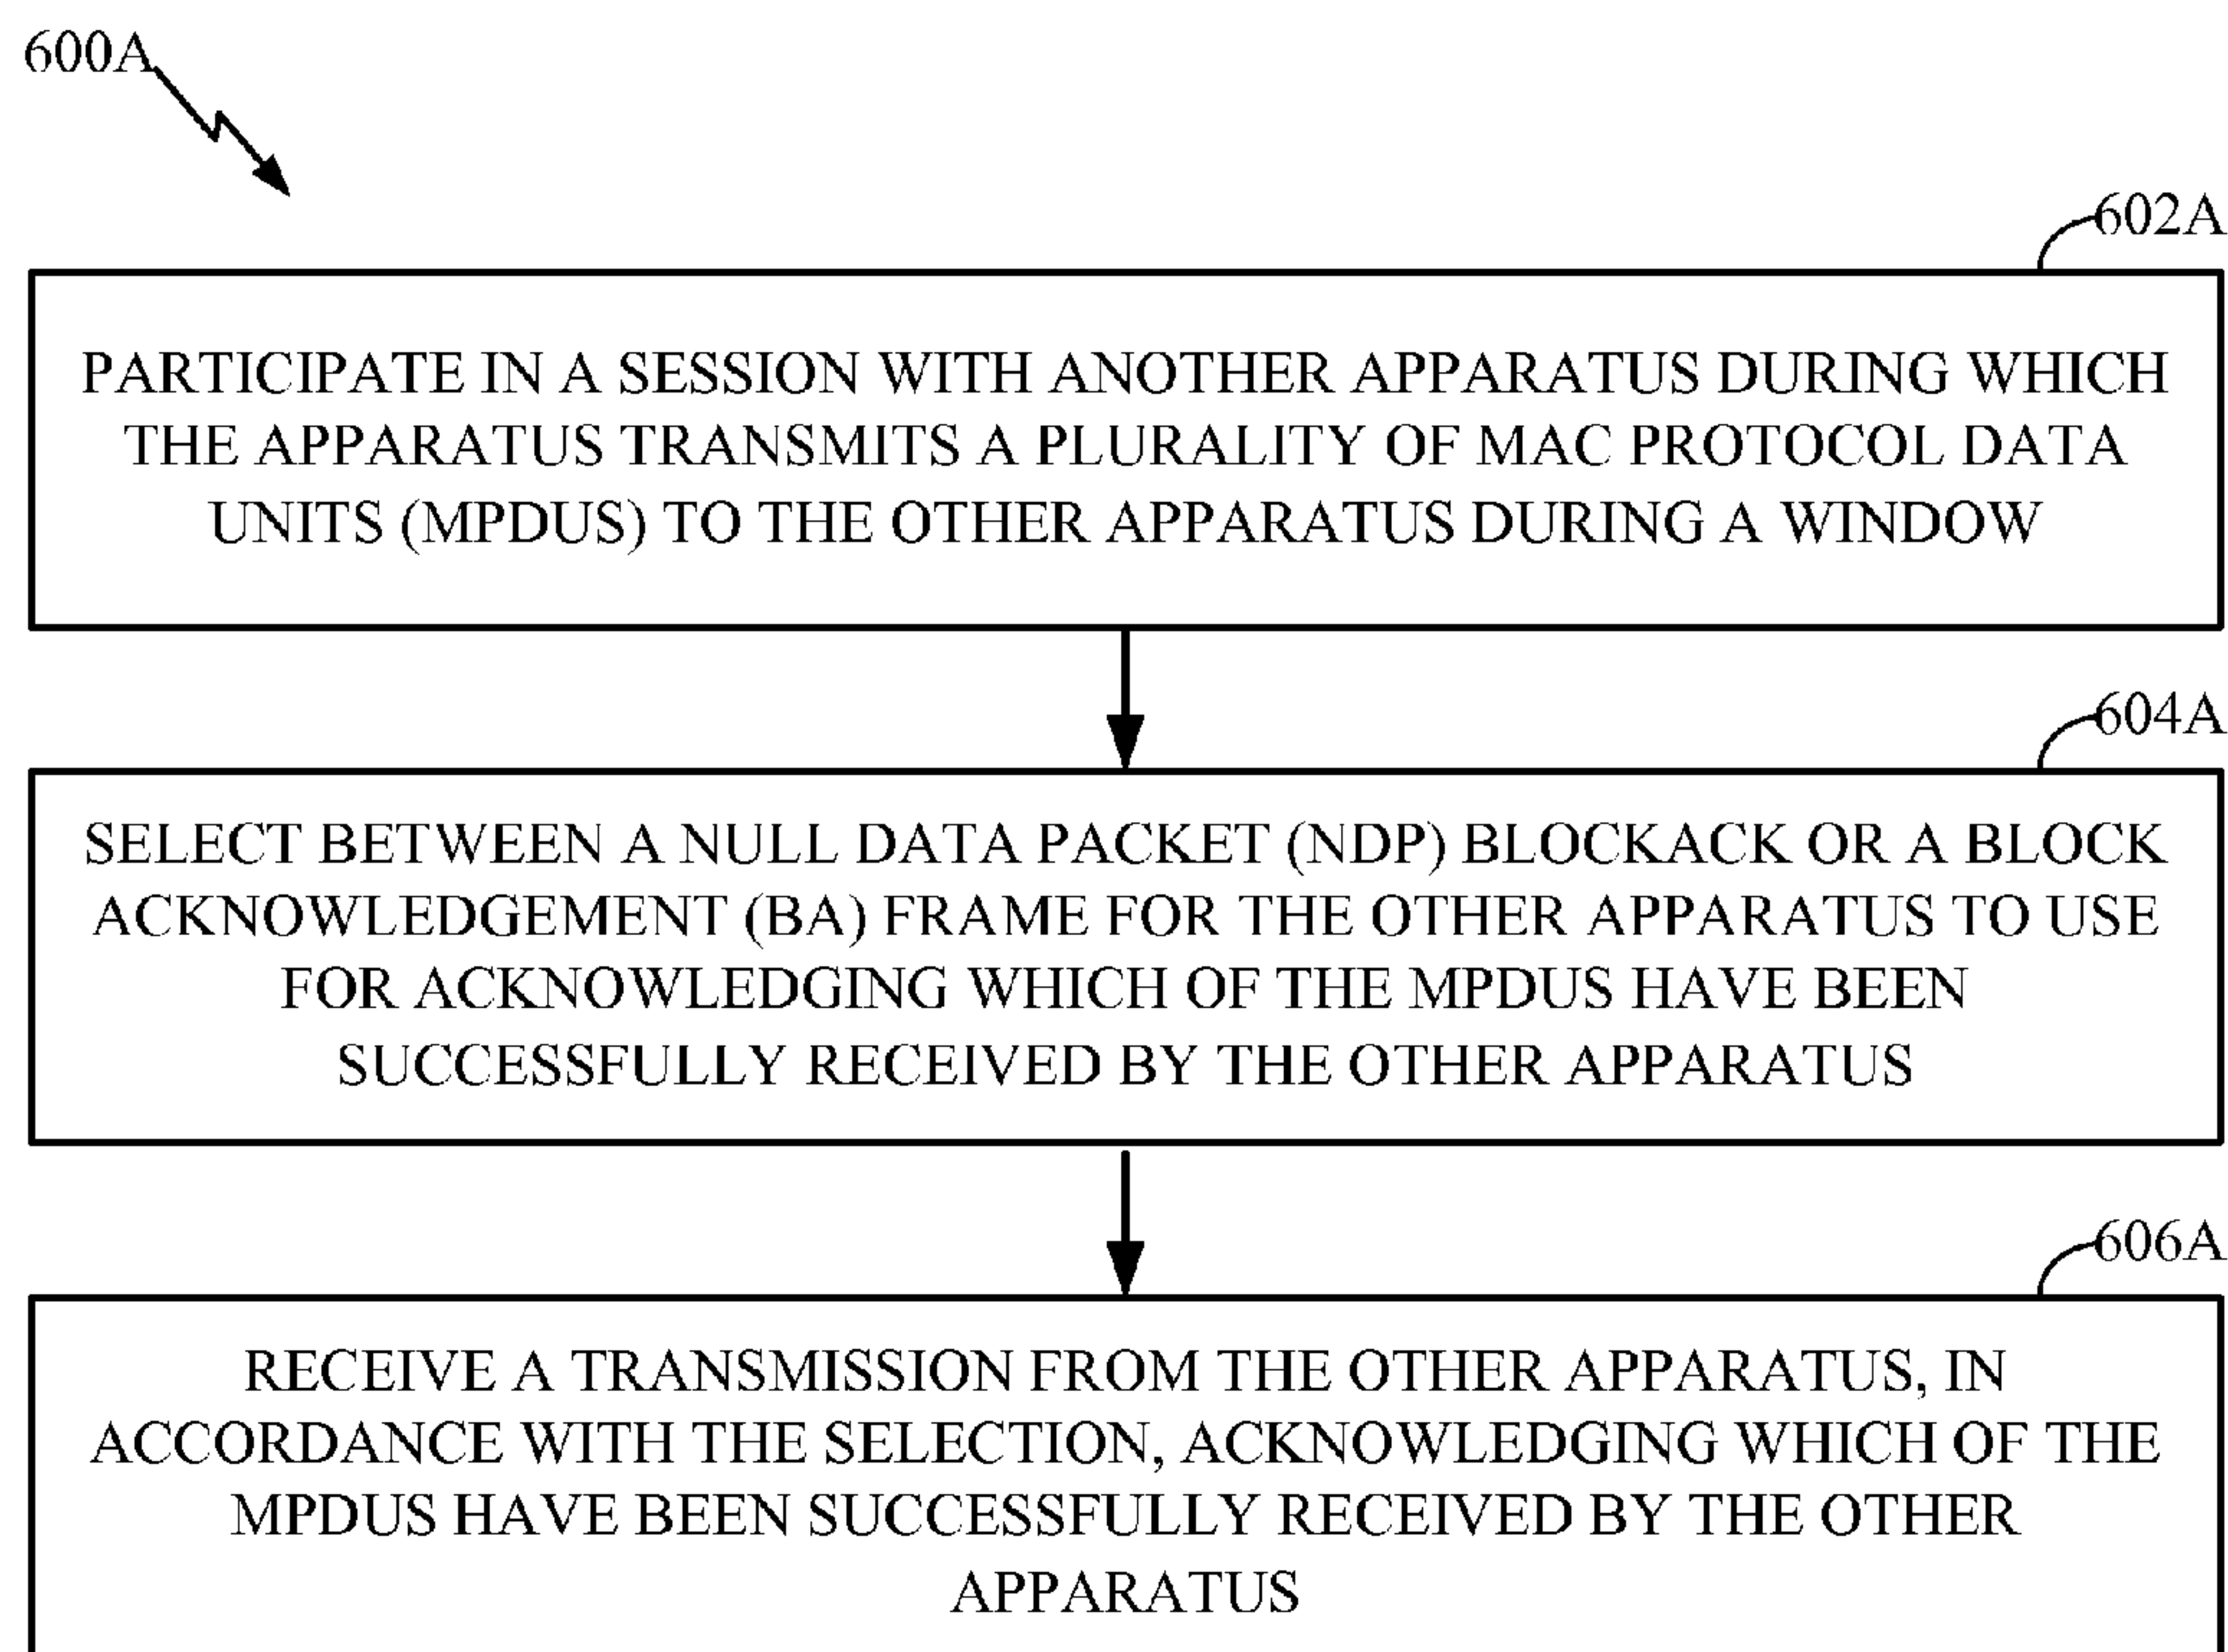 600A
602A
PARTICIPATE IN A SESSION WITH ANOTHER APPARATUS DURING WHICH
THE APPARATUS TRANSMITS A PLURALITY OF MAC PROTOCOL DATA
UNITS (MPDUS) TO THE OTHER APPARATUS DURING A WINDOW
604A
SELECT BETWEEN A NULL DATA PACKET (NDP) BLOCKACK OR A BLOCK
ACKNOWLEDGEMENT (BA) FRAME FOR THE OTHER APPARATUS TO USE
FOR ACKNOWLEDGING WHICH OF THE MPDUS HAVE BEEN
SUCCESSFULLY RECEIVED BY THE OTHER APPARATUS
606A
RECEIVE A TRANSMISSION FROM THE OTHER APPARATUS, IN
ACCORDANCE WITH THE SELECTION, ACKNOWLEDGING WHICH OF THE
MPDUS HAVE BEEN SUCCESSFULLY RECEIVED BY THE OTHER
APPARATUS